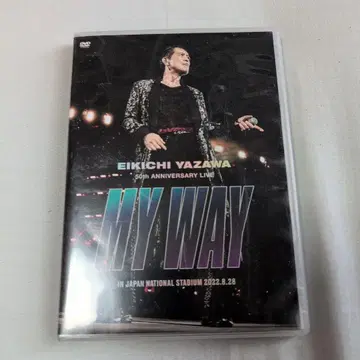 DVD
EIKICHI YAZAWA
50th ANNIVERSARY LIVE
MY WAY
IN JAPAN NATIONAL STADIUM 2022.8.28